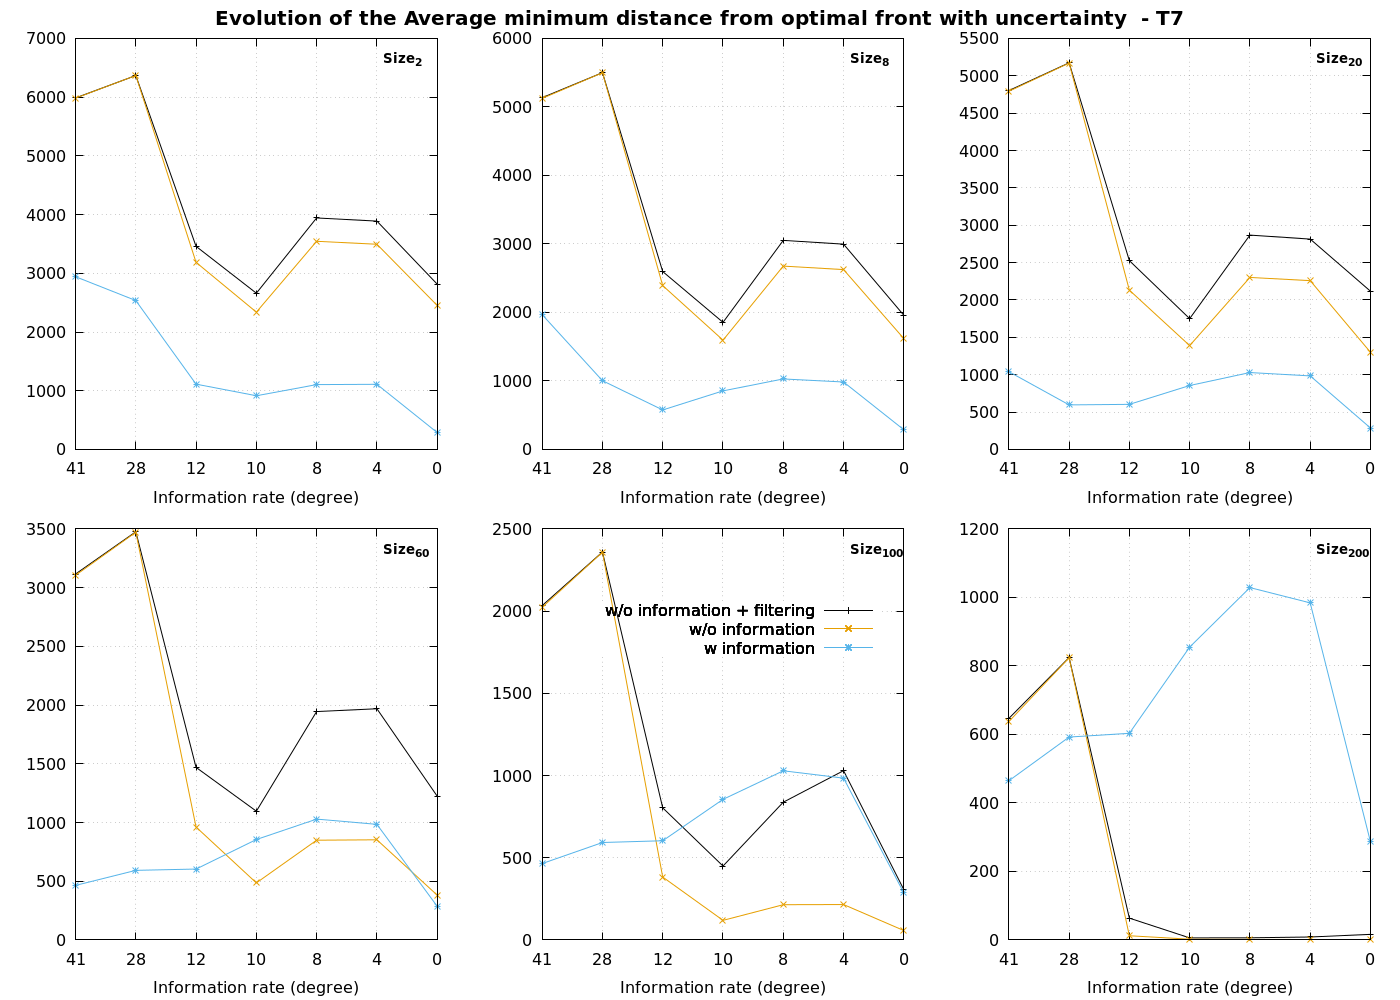 Evolution of the Average minimum distance from optimal front with uncertainty - T7
7000
6000
5000
4000
3000
2000
1000
0
41 28 12 10 8 4 0
Information rate (degree)
Size2
6000
5000
4000
3000
2000
1000
0
41 28 12 10 8 4 0
Information rate (degree)
Size8
5500
5000
4500
4000
3500
3000
2500
2000
1500
1000
500
0
41 28 12 10 8 4 0
Information rate (degree)
Size20
3500
3000
2500
2000
1500
1000
500
0
41 28 12 10 8 4 0
Information rate (degree)
Size60
2500
2000
1500
1000
500
0
41 28 12 10 8 4 0
Information rate (degree)
Size100
w/o information + filtering
w/o information
w information
1200
1000
800
600
400
200
0
41 28 12 10 8 4 0
Information rate (degree)
Size200